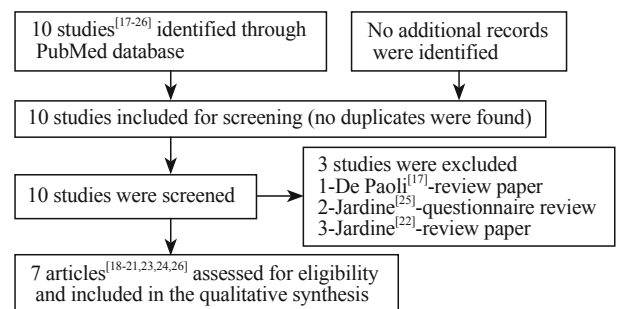 10 studies[17-26] identified through
PubMed database
No additional records
were identified
10 studies included for screening (no duplicates were found)
10 studies were screened
3 studies were excluded
1-De Paoli[17]-review paper
2-Jardine[25]-questionnaire review
3-Jardine[22]-review paper
7 articles[18-21,23,24,26] assessed for eligibility
and included in the qualitative synthesis